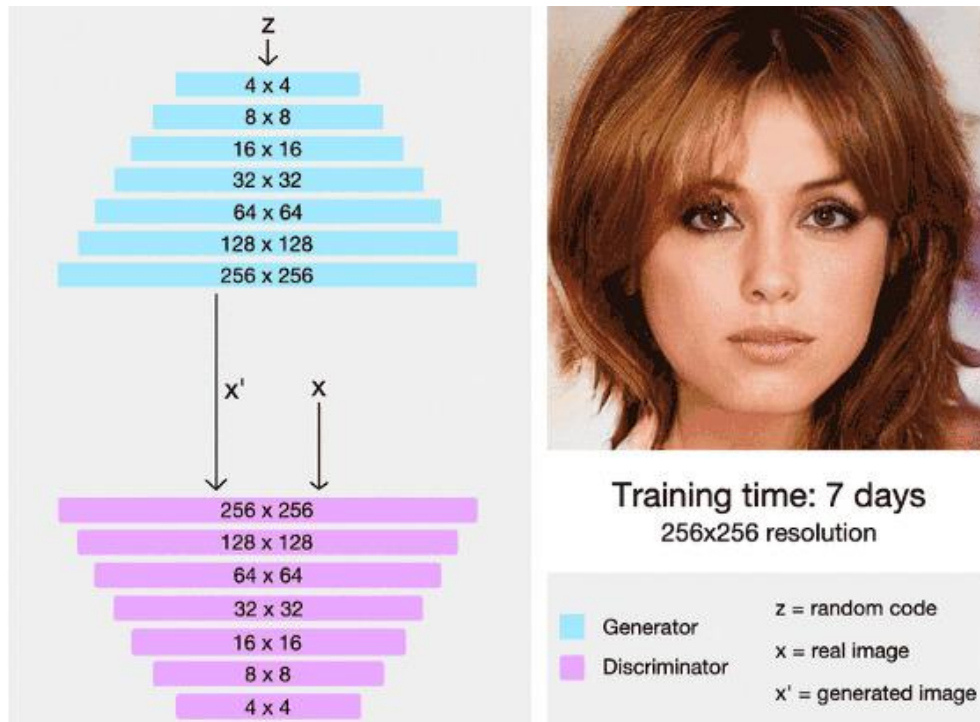 z
4 x 4
8 x 8
16 x 16
32 x 32
64 x 64
128 x 128
256 x 256
x'
x
256 x 256
128 x 128
64 x 64
32 x 32
16 x 16
8 x 8
4 x 4
Training time: 7 days
256x256 resolution
Generator
Discriminator
z = random code
x = real image
x' = generated image